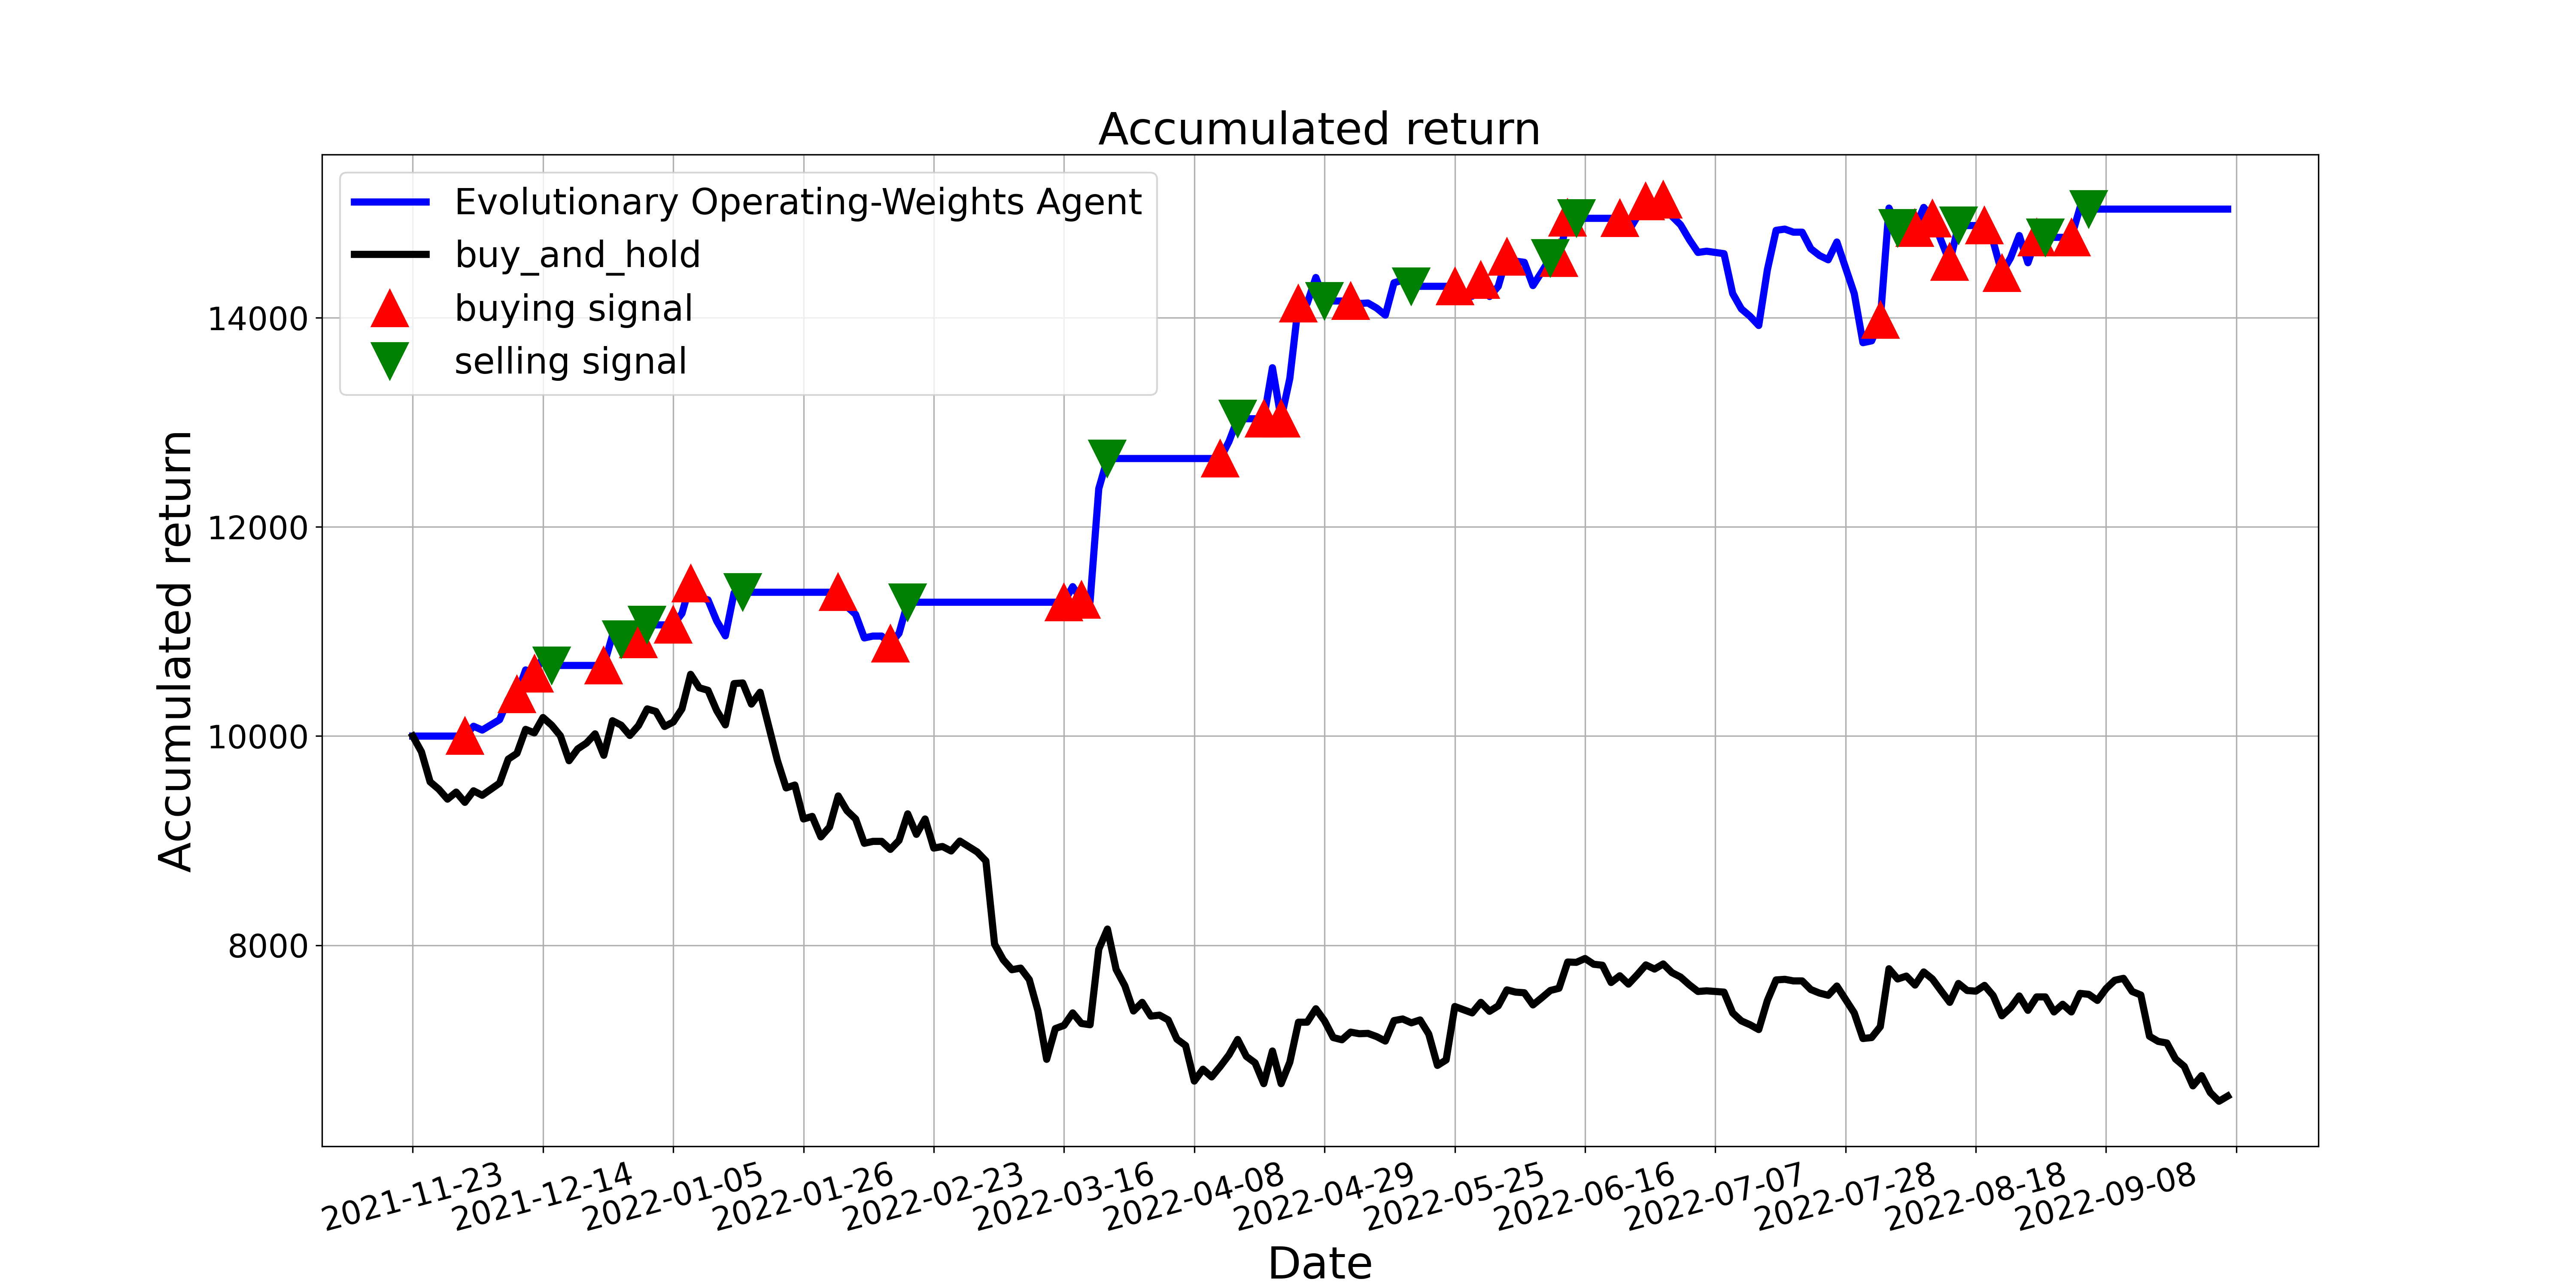 Accumulated return
Evolutionary Operating-Weights Agent
buy_and_hold
buying signal
selling signal
Accumulated return
14000
12000
10000
8000
2021-11-23
2021-12-14
2022-01-05
2022-01-26
2022-02-23
2022-03-16
2022-04-08
2022-04-29
2022-05-25
2022-06-16
2022-07-07
2022-07-28
2022-08-18
2022-09-08
Date